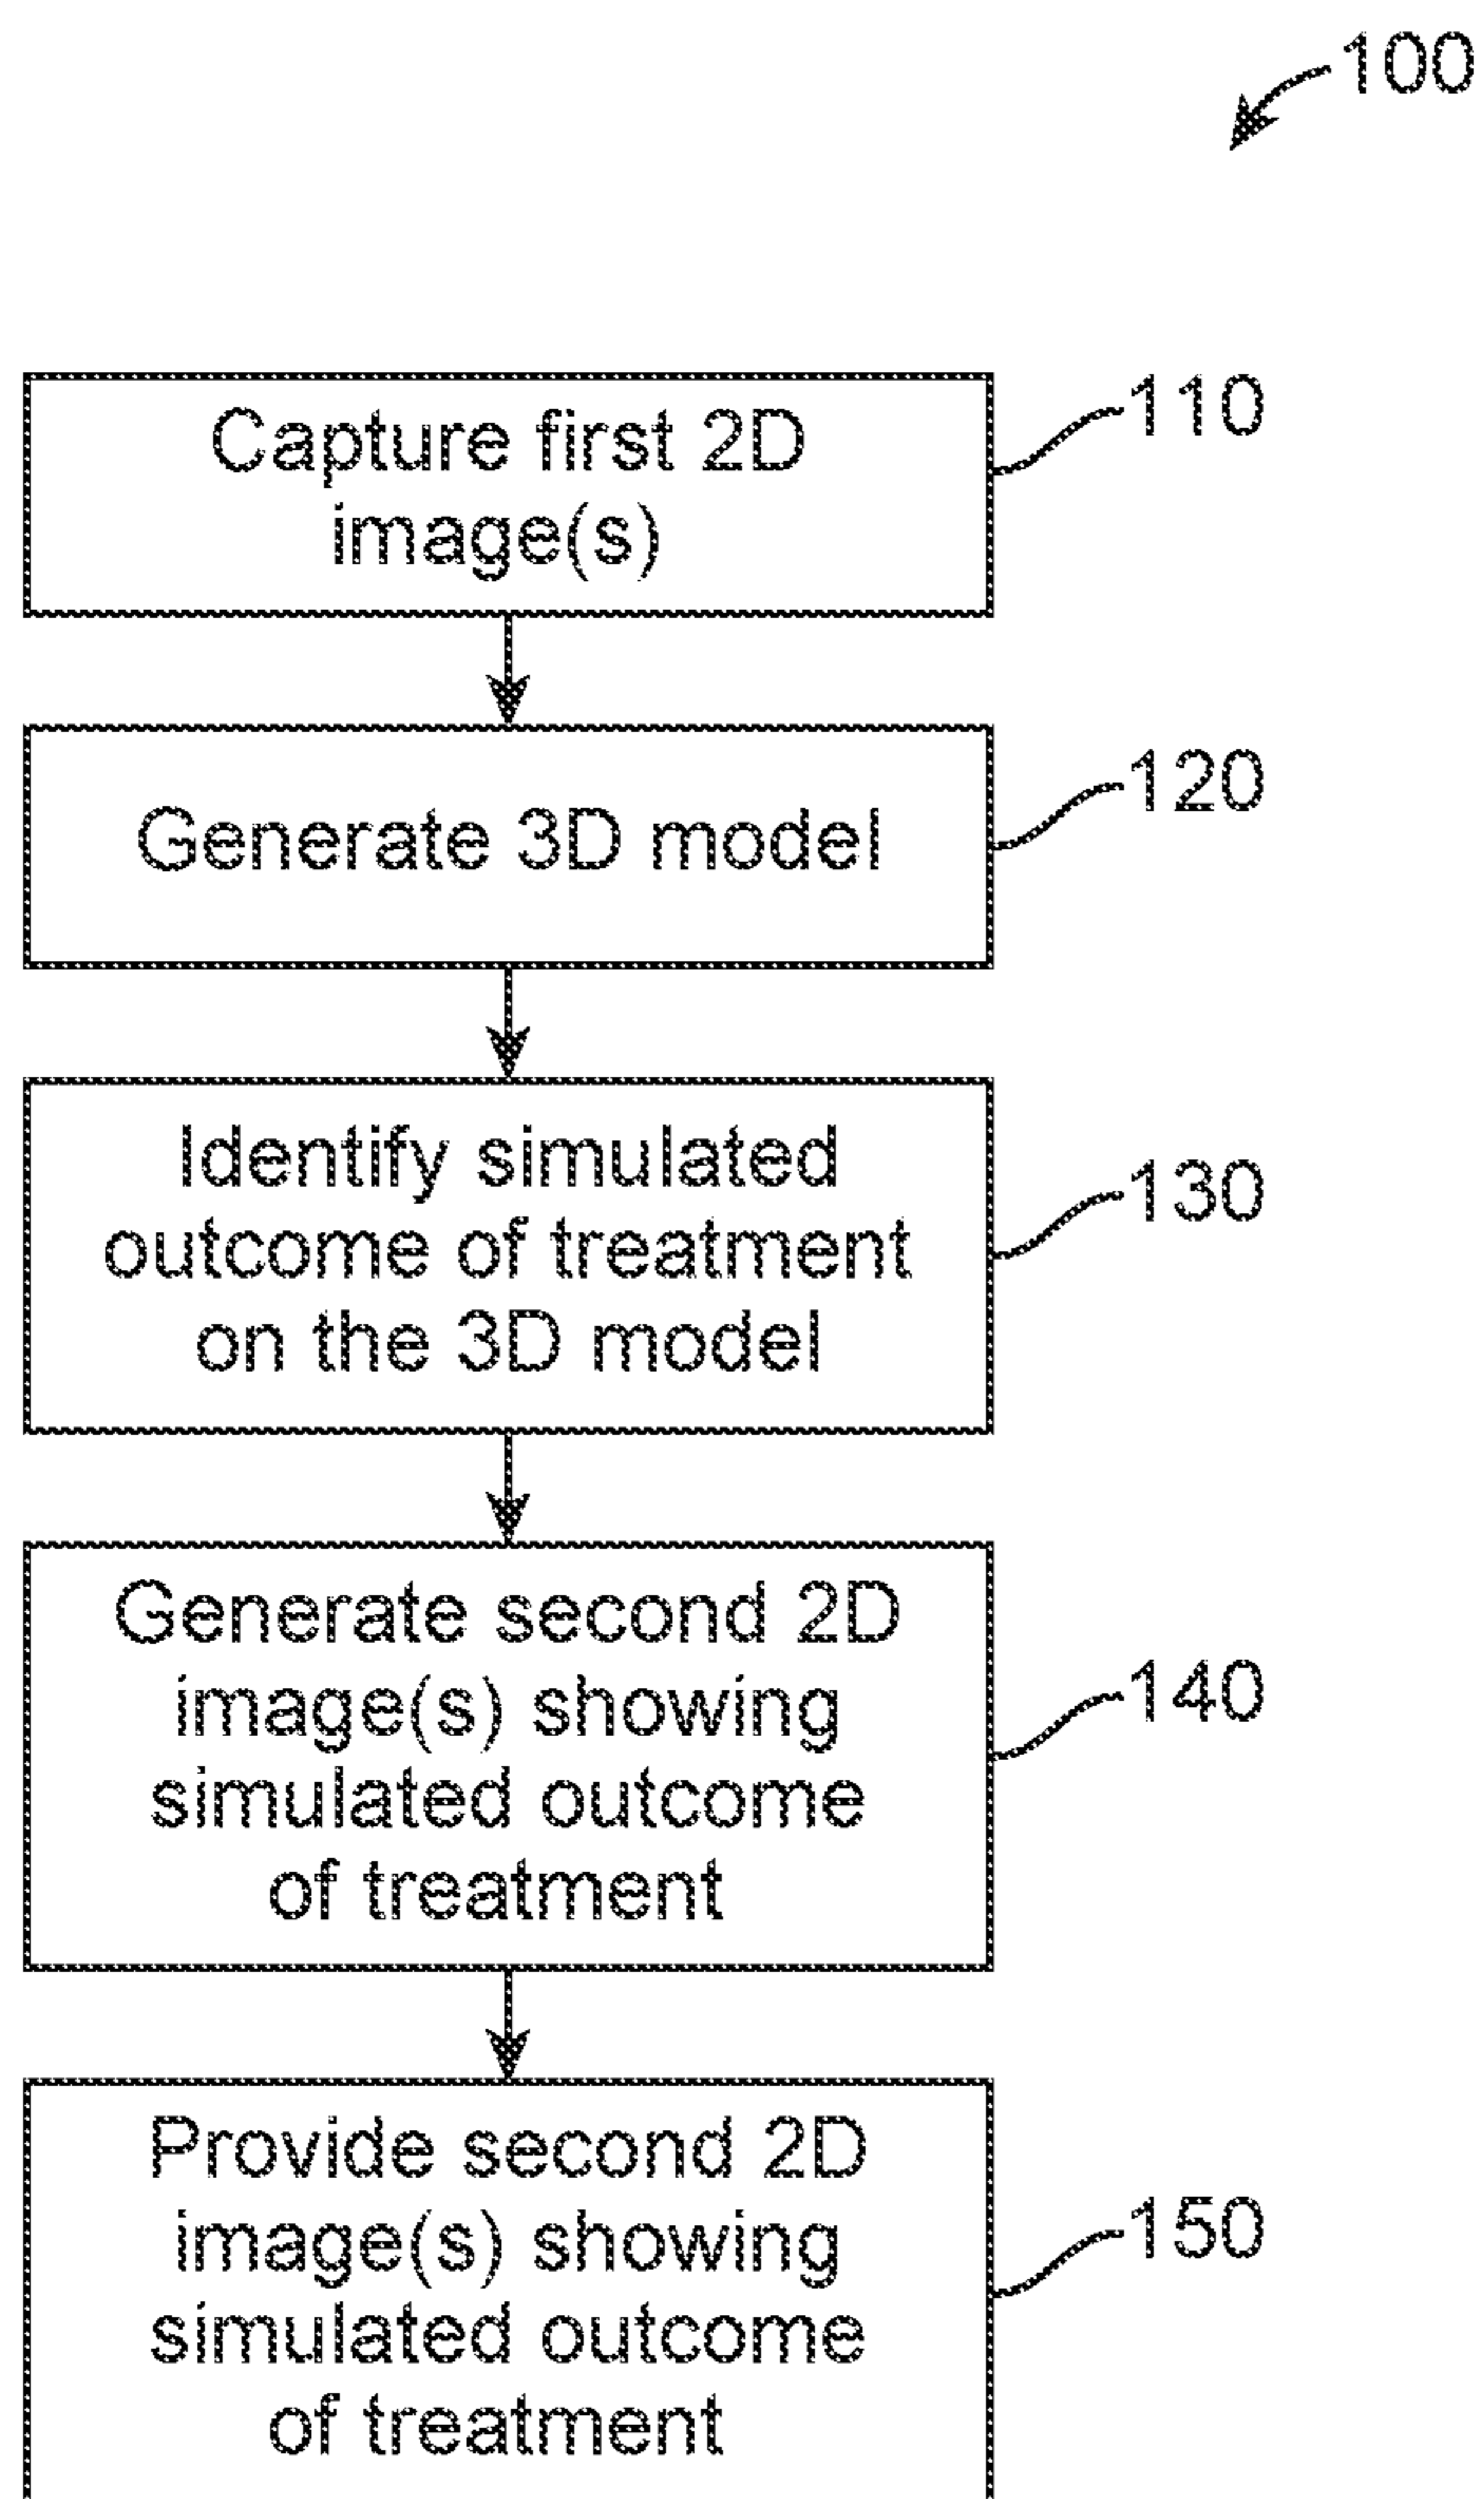 100
Capture first 2D
image(s)
110
Generate 3D model
120
Identify simulated
outcome of treatment
on the 3D model
130
Generate second 2D
image(s) showing
simulated outcome
of treatment
140
Provide second 2D
image(s) showing
simulated outcome
of treatment
150